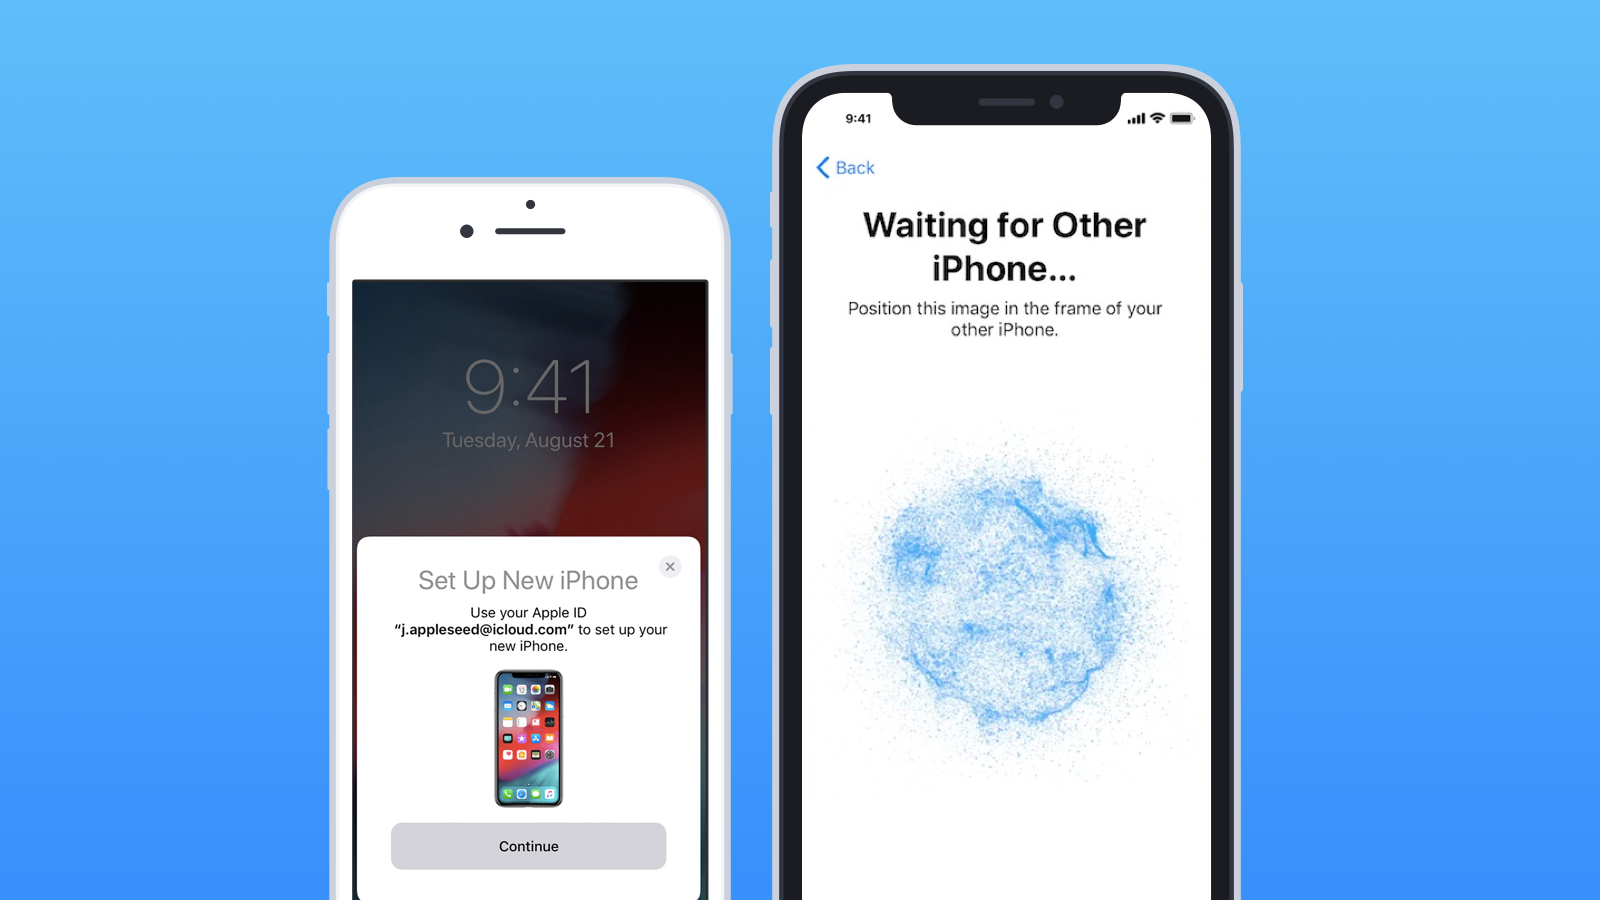 9:41
Tuesday, August 21
Set Up New iPhone
Use your Apple ID
“j.appleseed@icloud.com” to set up your
new iPhone.
Continue
9:41
Back
Waiting for Other
iPhone...
Position this image in the frame of your
other iPhone.